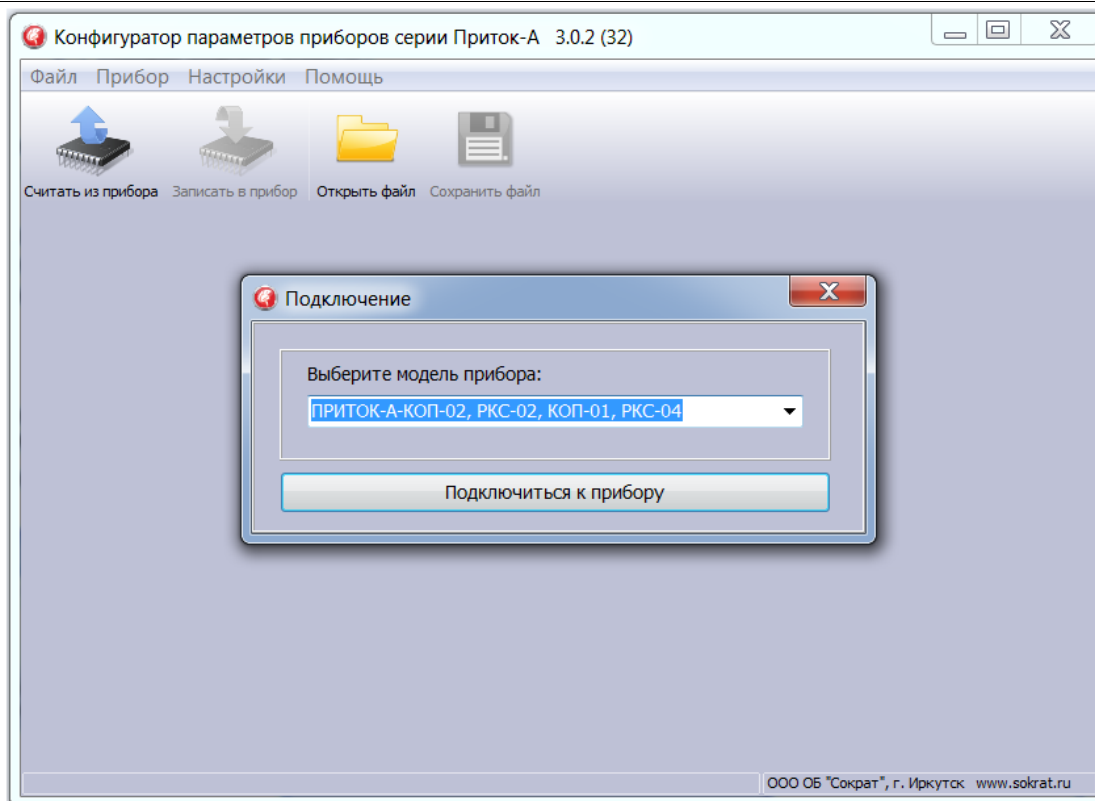 Конфигуратор параметров приборов серии Приток-А 3.0.2 (32)
Файл Прибор Настройки Помощь
Считать из прибора Записать в прибор Открыть файл Сохранить файл
Подключение
Выберите модель прибора:
ПРИТОК-А-КОП-02, РКС-02, КОП-01, РКС-04
Подключиться к прибору
ООО ОБ "Сократ", г. Иркутск www.sokrat.ru